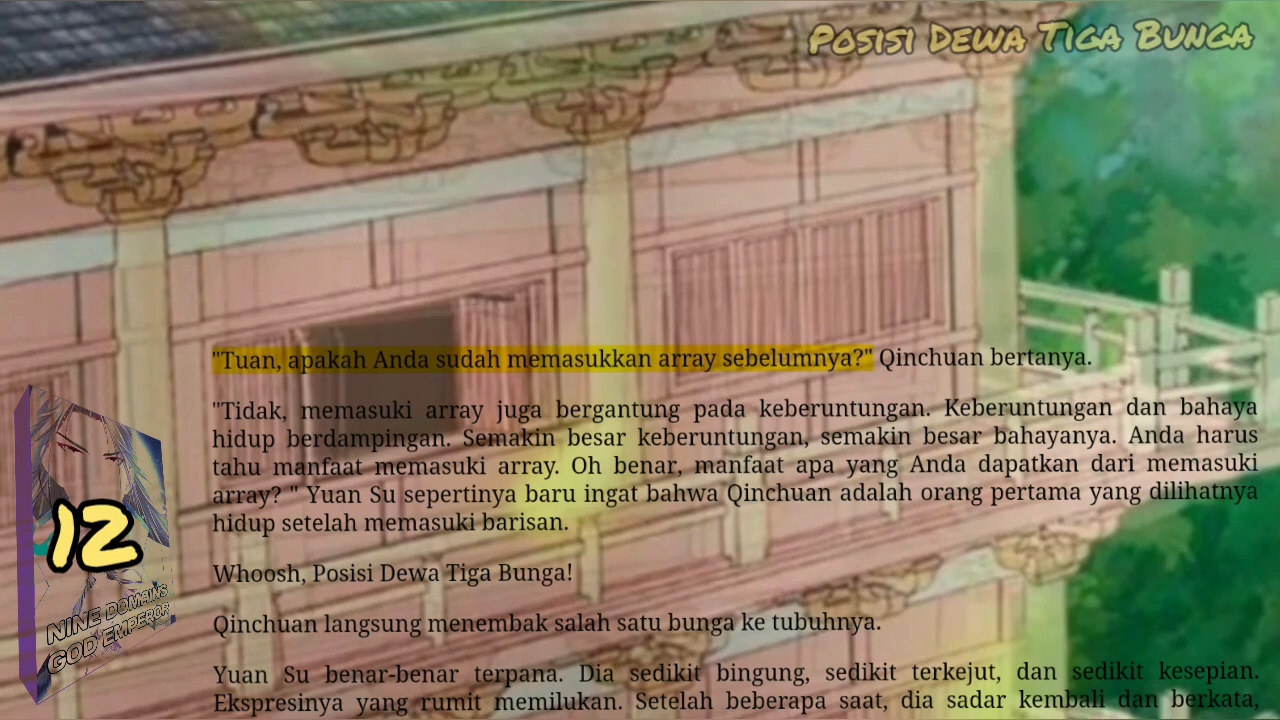 Posisi Dewa Tiga Bunga
"Tuan, apakah Anda sudah memasukkan array sebelumnya?" Qinchuan bertanya.
"Tidak, memasuki array juga bergantung pada keberuntungan. Keberuntungan dan bahaya
hidup berdampingan. Semakin besar keberuntungan, semakin besar bahayanya. Anda harus
tahu manfaat memasuki array. Oh benar, manfaat apa yang Anda dapatkan dari memasuki
array? " Yuan Su sepertinya baru ingat bahwa Qinchuan adalah orang pertama yang dilihatnya
hidup setelah memasuki barisan.
Whoosh, Posisi Dewa Tiga Bunga!
Qinchuan langsung menembak salah satu bunga ke tubuhnya.
Yuan Su benar-benar terpana. Dia sedikit bingung, sedikit terkejut, dan sedikit kesepian.
Ekspresinya yang rumit memilukan. Setelah beberapa saat, dia sadar kembali dan berkata,
12
NINE DOMAINS
GOD EMPEROR